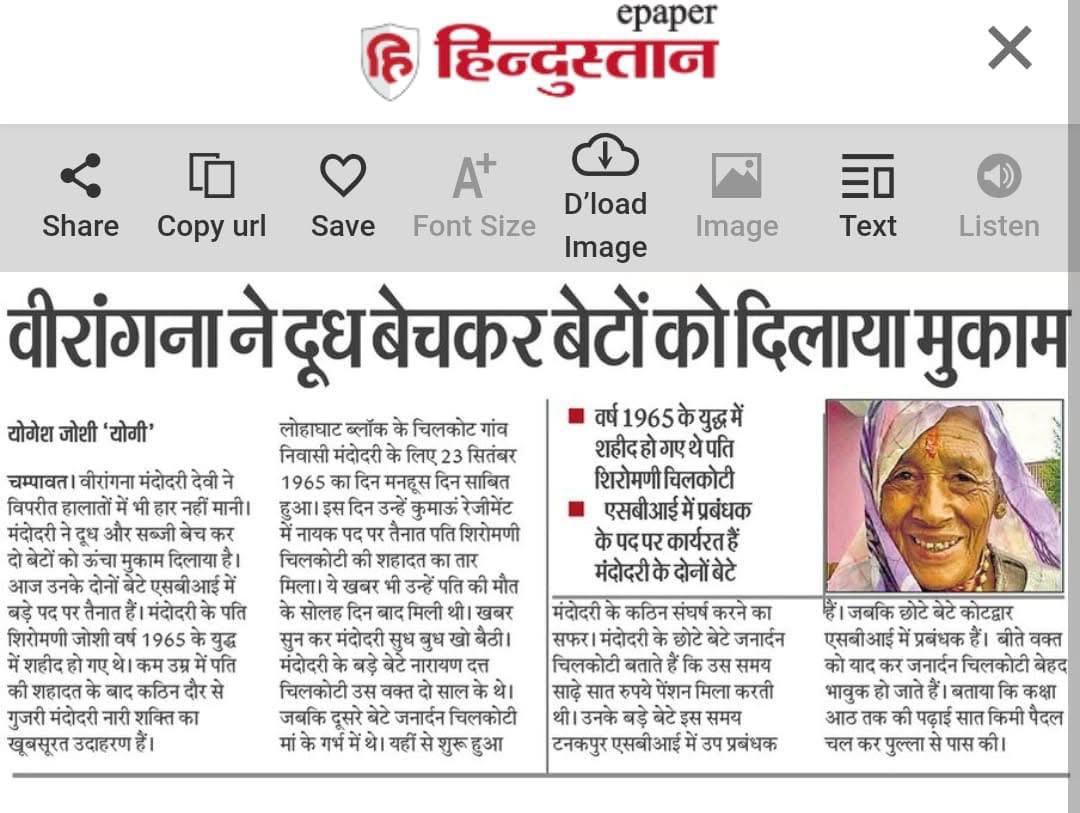 epaper
हि हिन्दुस्तान
Share
Copy url
Save
A+
Font Size
D'load
Image
Image
Text
Listen
वीरांगना ने दूध बेचकर बेटों को दिलाया मुकाम
योगेश जोशी 'योगी'
चम्पावत। वीरांगना मंदोदरी देवी ने
विपरीत हालातों में भी हार नहीं मानी।
मंदोदरी ने दूध और सब्जी बेच कर
दो बेटों को ऊंचा मुकाम दिलाया है।
आज उनके दोनों बेटे एसबीआई में
बड़े पद पर तैनात हैं। मंदोदरी के पति
शिरोमणी जोशी वर्ष 1965 के युद्ध
में शहीद हो गए थे। कम उम्र में पति
की शहादत के बाद कठिन दौर से
गुजरी मंदोदरी नारी शक्ति का
खूबसूरत उदाहरण हैं।
लोहाघाट ब्लॉक के चिलकोट गांव
निवासी मंदोदरी के लिए 23 सितंबर
1965 का दिन मनहूस दिन साबित
हुआ। इस दिन उन्हें कुमाऊं रेजीमेंट
में नायक पद पर तैनात पति शिरोमणी
चिलकोटी की शहादत का तार
मिला। ये खबर भी उन्हें पति की मौत
के सोलह दिन बाद मिली थी। खबर
सुन कर मंदोदरी सुध बुध खो बैठी।
मंदोदरी के बड़े बेटे नारायण दत्त
चिलकोटी उस वक्त दो साल के थे।
जबकि दूसरे बेटे जनार्दन चिलकोटी
मां के गर्भ में थे। यहीं से शुरू हुआ
वर्ष 1965 के युद्ध में
शहीद हो गए थे पति
शिरोमणी चिलकोटी
एसबीआई में प्रबंधक
के पद पर कार्यरत हैं
मंदोदरी के दोनों बेटे
मंदोदरी के कठिन संघर्ष करने का
सफर। मंदोदरी के छोटे बेटे जनार्दन
चिलकोटी बताते हैं कि उस समय
साढ़े सात रुपये पेंशन मिला करती
थी। उनके बड़े बेटे इस समय
टनकपुर एसबीआई में उप प्रबंधक
हैं। जबकि छोटे बेटे कोटद्वार
एसबीआई में प्रबंधक हैं। बीते वक्त
को याद कर जनार्दन चिलकोटी बेहद
भावुक हो जाते हैं। बताया कि कक्षा
आठ तक की पढ़ाई सात किमी पैदल
चल कर पुल्ला से पास की।